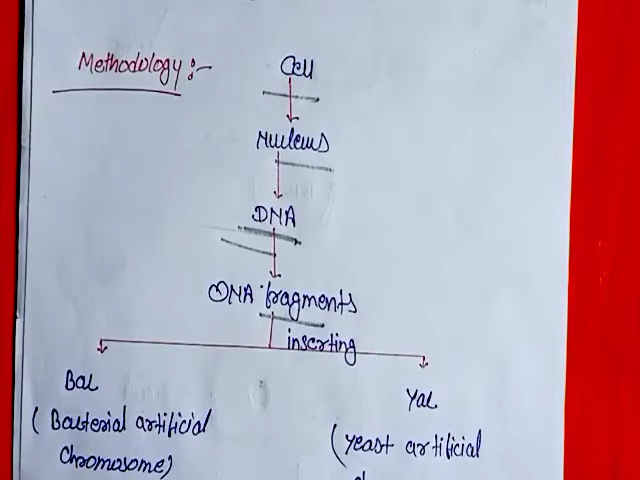 Methodology :-
Cell
Nucleus
DNA
DNA fragments
inserting
BAC
YAC
(Bacterial artificial
chromosome)
(yeast artificial